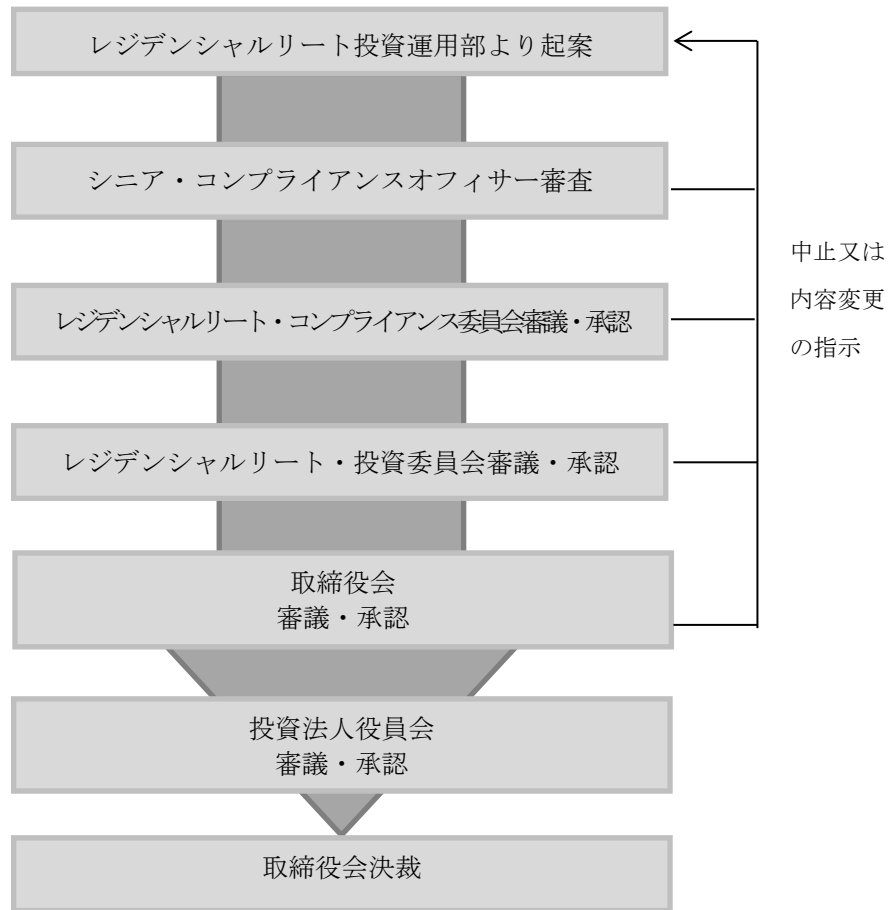 レジデンシャルリート投資運用部より起案
シニア・コンプライアンスオフィサー審査
レジデンシャルリート・コンプライアンス委員会審議・承認
レジデンシャルリート・投資委員会審議・承認
取締役会
審議・承認
投資法人役員会
審議・承認
取締役会決裁
中止又は
内容変更
の指示